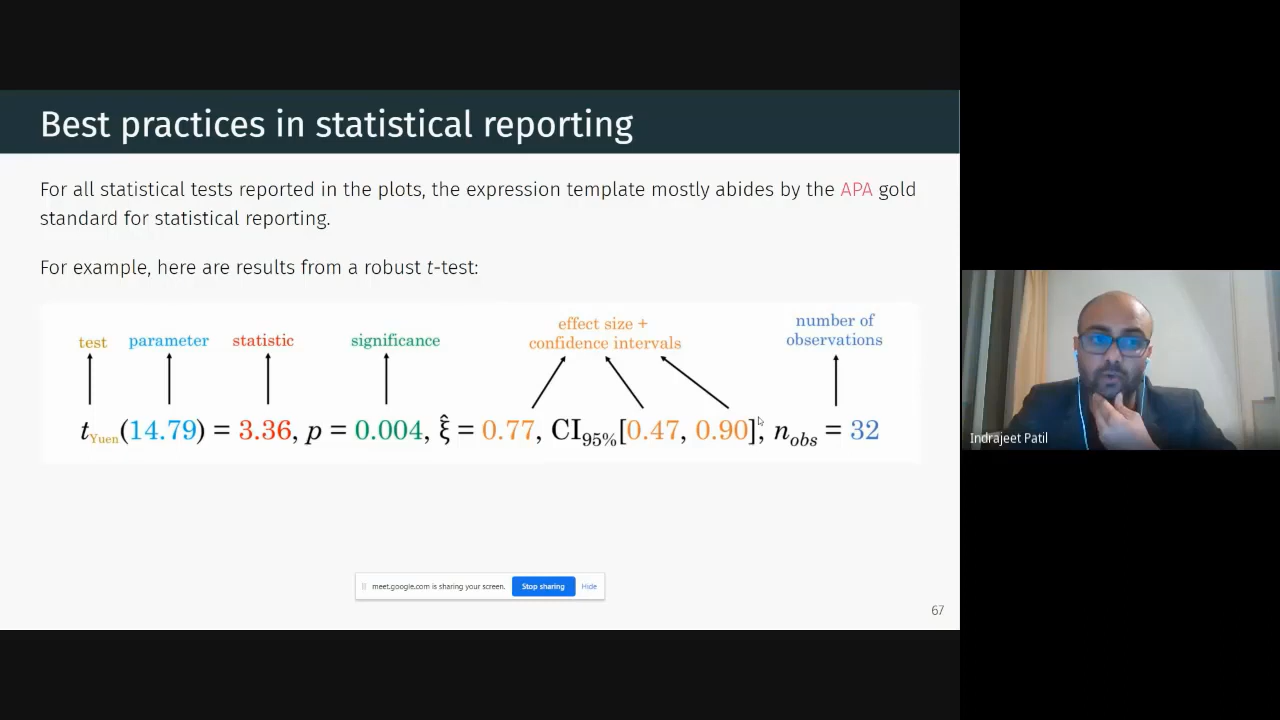 Best practices in statistical reporting
For all statistical tests reported in the plots, the expression template mostly abides by the APA gold
standard for statistical reporting.
For example, here are results from a robust t-test:
test parameter statistic significance effect size +
confidence intervals number of
observations
t_Yuen(14.79) = 3.36, p = 0.004, ξ̂ = 0.77, CI_95%[0.47, 0.90], n_obs = 32
Indrajeet Patil
meet.google.com is sharing your screen. Stop sharing Hide
67